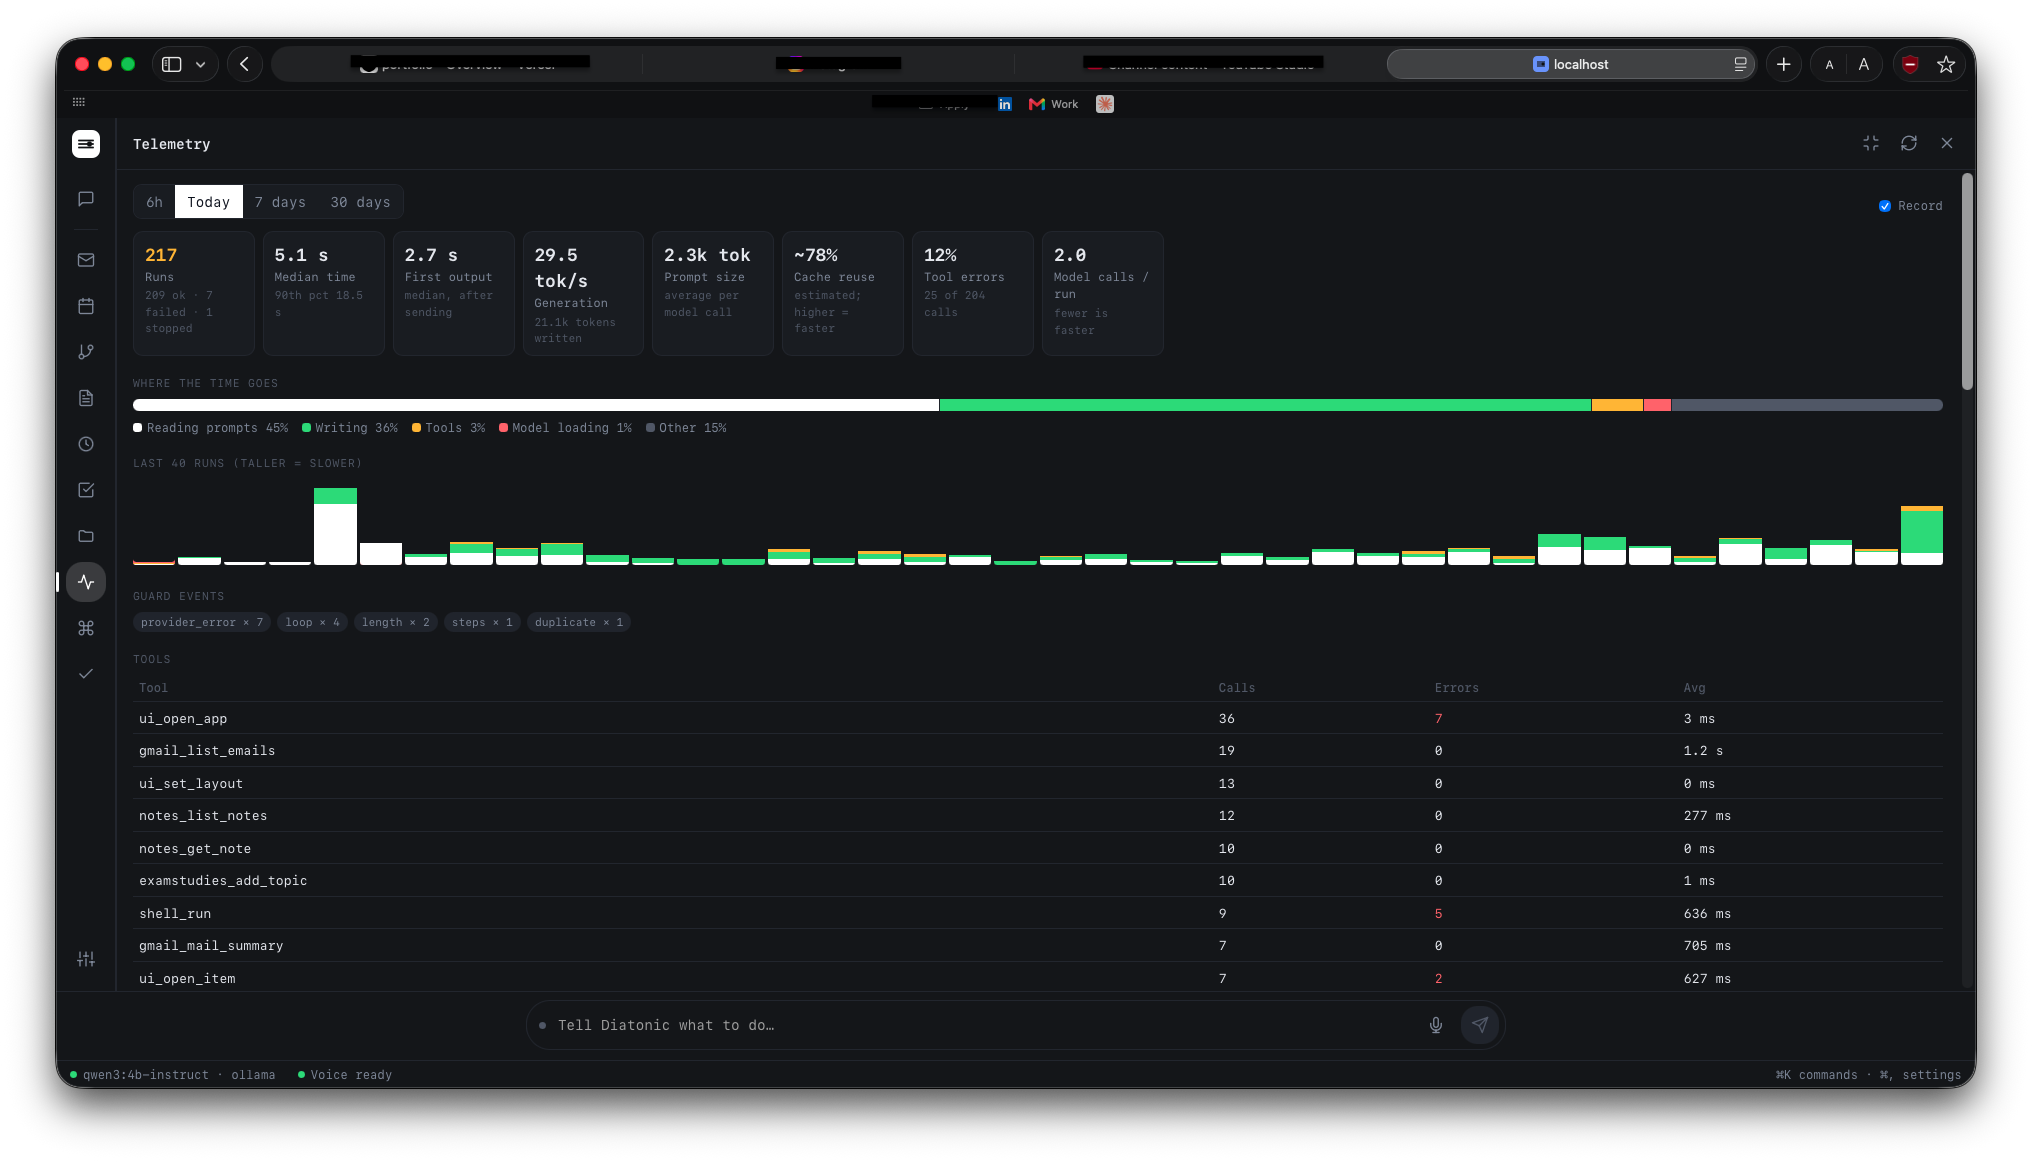 localhost
A A
in Work
Telemetry
6h Today 7 days 30 days
Record
217
Runs
209 ok · 7
failed · 1
stopped
5.1 s
Median time
90th pct 18.5
s
2.7 s
First output
median, after
sending
29.5
tok/s
Generation
21.1k tokens
written
2.3k tok
Prompt size
average per
model call
~78%
Cache reuse
estimated;
higher =
faster
12%
Tool errors
25 of 204
calls
2.0
Model calls /
run
fewer is
faster
WHERE THE TIME GOES
Reading prompts 45% Writing 36% Tools 3% Model loading 1% Other 15%
LAST 40 RUNS (TALLER = SLOWER)
GUARD EVENTS
provider_error × 7 loop × 4 length × 2 steps × 1 duplicate × 1
TOOLS
Tool Calls Errors Avg
ui_open_app 36 7 3 ms
gmail_list_emails 19 0 1.2 s
ui_set_layout 13 0 0 ms
notes_list_notes 12 0 277 ms
notes_get_note 10 0 0 ms
examstudies_add_topic 10 0 1 ms
shell_run 9 5 636 ms
gmail_mail_summary 7 0 705 ms
ui_open_item 7 2 627 ms
Tell Diatonic what to do…
qwen3:4b-instruct · ollama Voice ready
⌘K commands · ⌘, settings